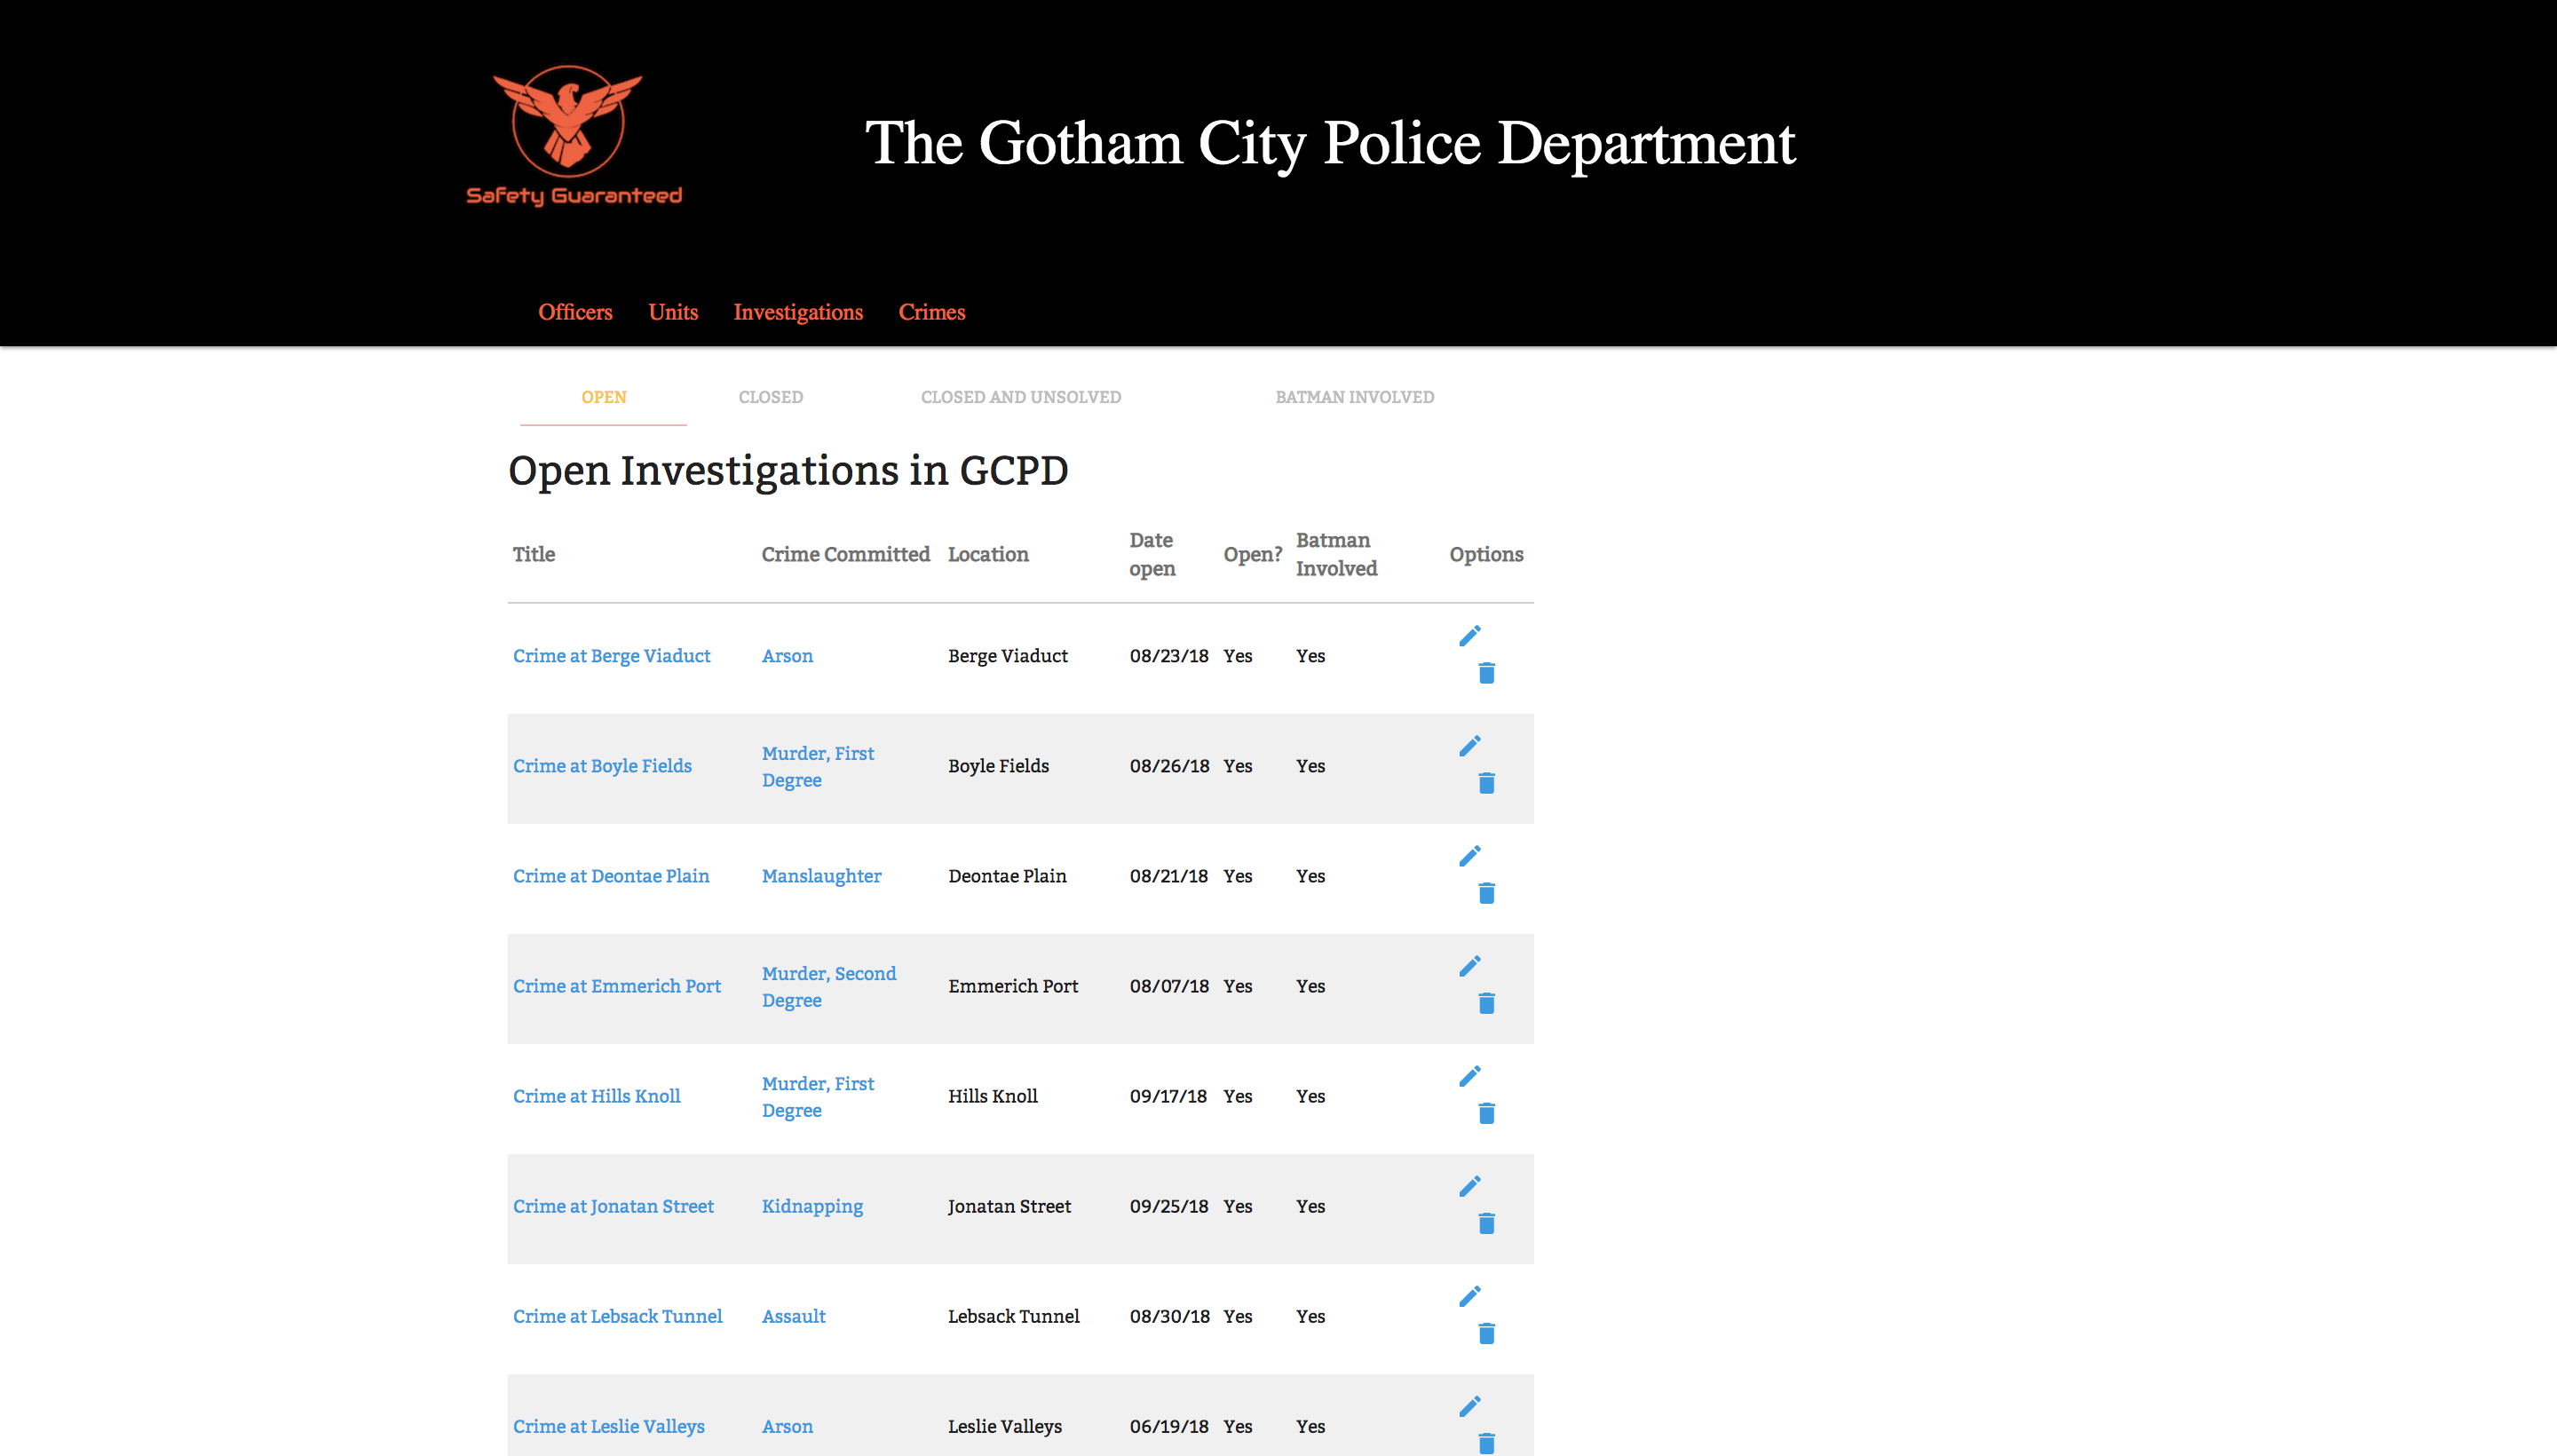 The Gotham City Police Department
Safety Guaranteed
Officers Units Investigations Crimes
OPEN CLOSED CLOSED AND UNSOLVED BATMAN INVOLVED
Open Investigations in GCPD
Title Crime Committed Location Date open Open? Batman Involved Options
Crime at Berge Viaduct Arson Berge Viaduct 08/23/18 Yes Yes
Crime at Boyle Fields Murder, First Degree Boyle Fields 08/26/18 Yes Yes
Crime at Deontae Plain Manslaughter Deontae Plain 08/21/18 Yes Yes
Crime at Emmerich Port Murder, Second Degree Emmerich Port 08/07/18 Yes Yes
Crime at Hills Knoll Murder, First Degree Hills Knoll 09/17/18 Yes Yes
Crime at Jonatan Street Kidnapping Jonatan Street 09/25/18 Yes Yes
Crime at Lebsack Tunnel Assault Lebsack Tunnel 08/30/18 Yes Yes
Crime at Leslie Valleys Arson Leslie Valleys 06/19/18 Yes Yes